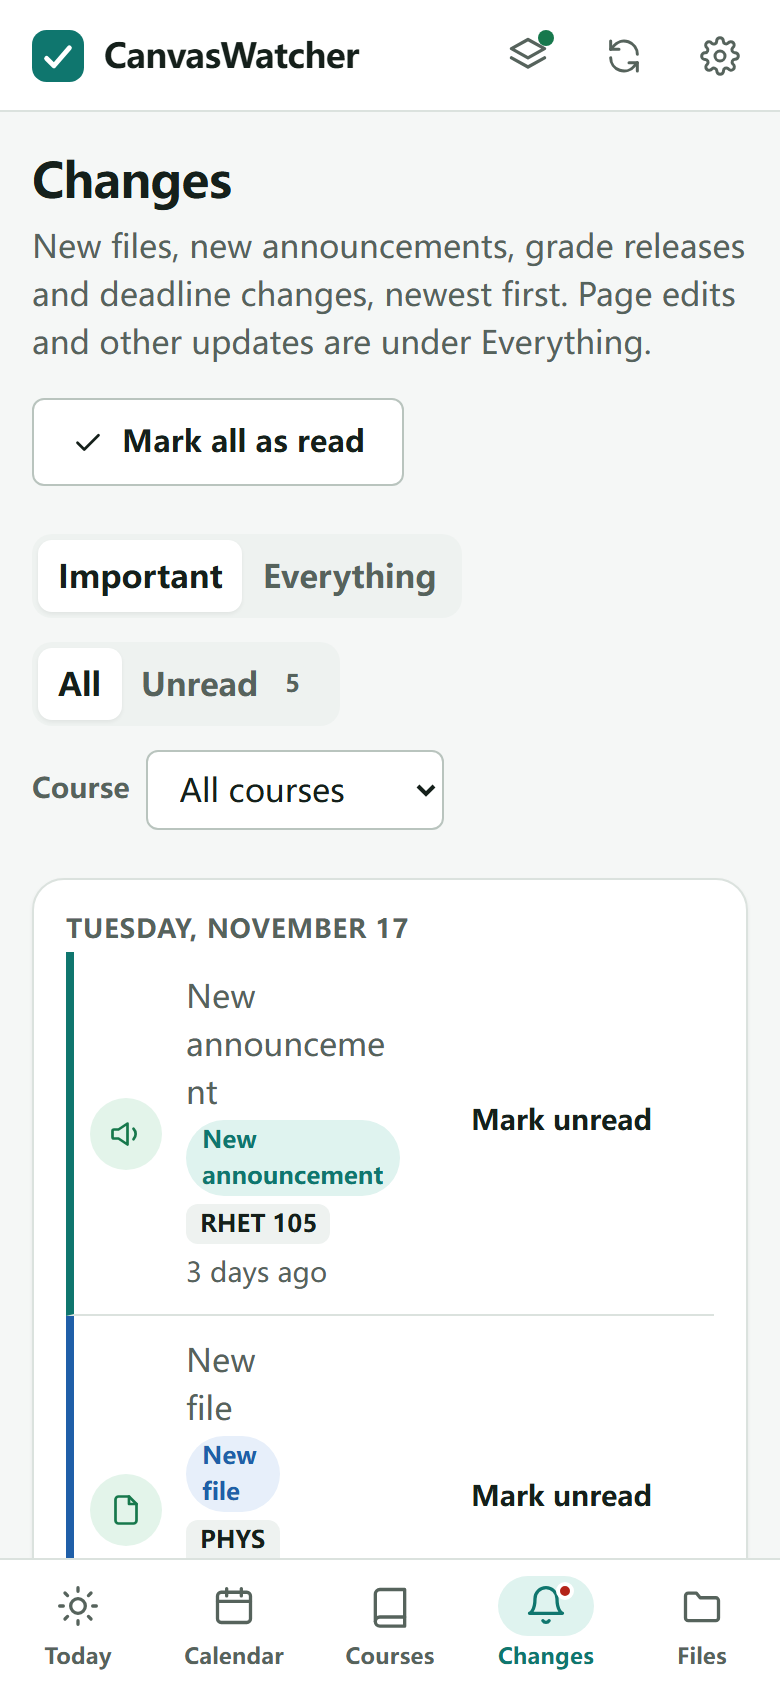 CanvasWatcher
Changes
New files, new announcements, grade releases
and deadline changes, newest first. Page edits
and other updates are under Everything.
Mark all as read
Important Everything
All Unread 5
Course All courses
TUESDAY, NOVEMBER 17
New
announceme
nt
New
announcement
RHET 105
3 days ago
Mark unread
New
file
New
file
PHYS
Mark unread
Today Calendar Courses Changes Files